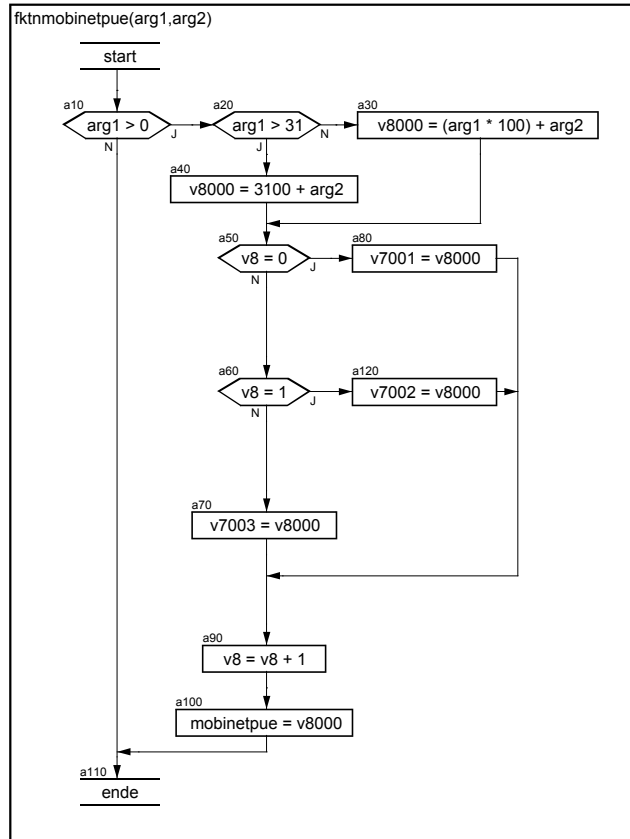 fktnmobinetpue(arg1,arg2)
start
a10
arg1 > 0
J
N
a20
arg1 > 31
N
J
a30
v8000 = (arg1 * 100) + arg2
a40
v8000 = 3100 + arg2
a50
v8 = 0
J
N
a80
v7001 = v8000
a60
v8 = 1
J
N
a120
v7002 = v8000
a70
v7003 = v8000
a90
v8 = v8 + 1
a100
mobinetpue = v8000
a110
ende